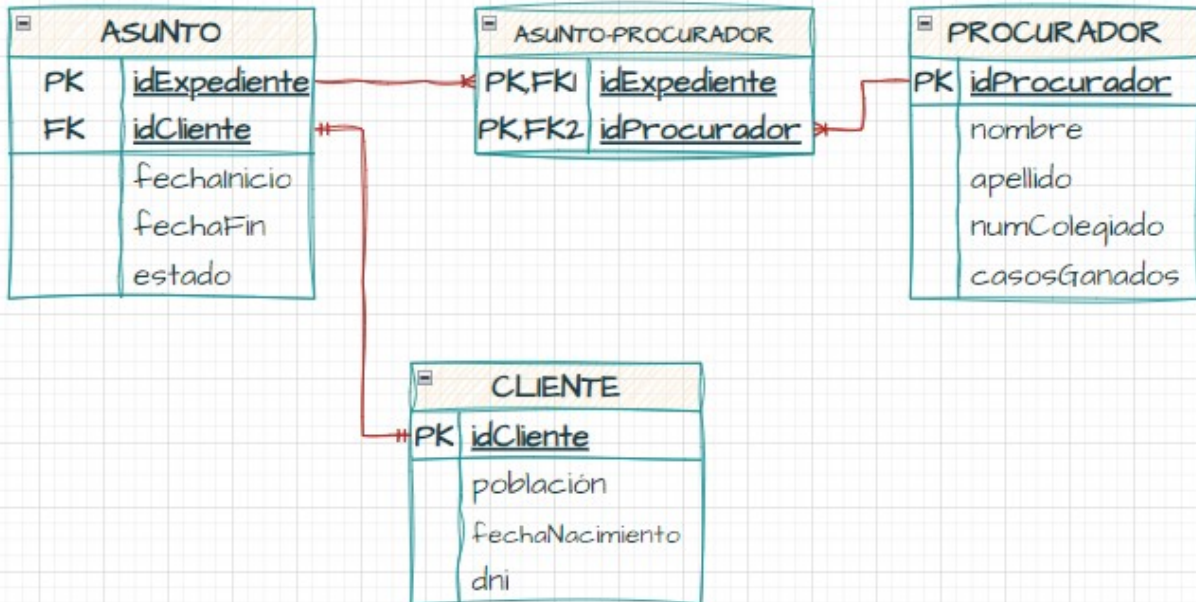 ASUNTO
PK idExpediente
FK idCliente
fechaInicio
fechaFin
estado
ASUNTO-PROCURADOR
PK,FK1 idExpediente
PK,FK2 idProcurador
PROCURADOR
PK idProcurador
nombre
apellido
numColegiado
casosGanados
CLIENTE
PK idCliente
población
fechaNacimiento
dni